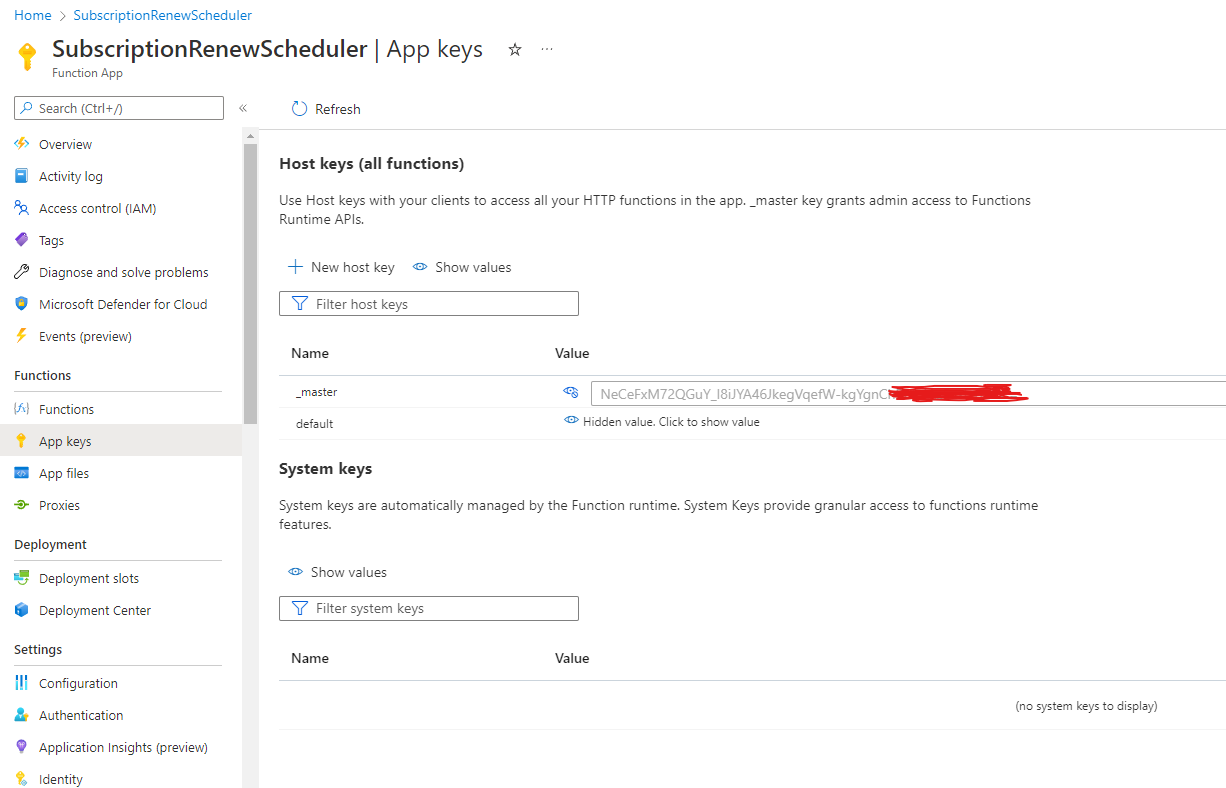 Home > SubscriptionRenewScheduler
SubscriptionRenewScheduler | App keys
Function App
Search (Ctrl+/)
Overview
Activity log
Access control (IAM)
Tags
Diagnose and solve problems
Microsoft Defender for Cloud
Events (preview)
Functions
Functions
App keys
App files
Proxies
Deployment
Deployment slots
Deployment Center
Settings
Configuration
Authentication
Application Insights (preview)
Identity
Refresh
Host keys (all functions)
Use Host keys with your clients to access all your HTTP functions in the app. _master key grants admin access to Functions
Runtime APIs.
New host key Show values
Filter host keys
Name Value
_master
default Hidden value. Click to show value
System keys
System keys are automatically managed by the Function runtime. System Keys provide granular access to functions runtime
features.
Show values
Filter system keys
Name Value
(no system keys to display)